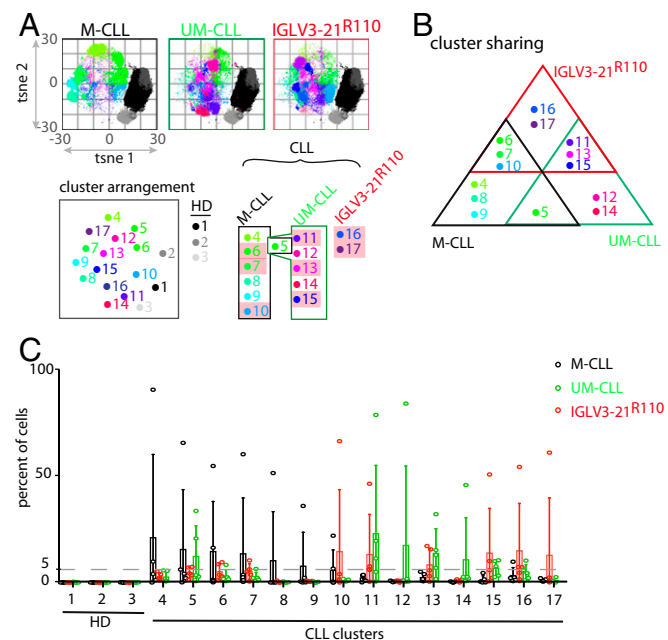 A
M-CLL UM-CLL IGLV3-21R110
30
0
-30
tsne 2
-30 0 30
tsne 1
CLL
cluster arrangement
4
17 5
12
7 6
13 2
9 15
8 10
16 1
11
14 3
HD
1
2
3
M-CLL UM-CLL IGLV3-21R110
4
6
7
8
9
10
5
11
12
13
14
15
16
17
B
cluster sharing
IGLV3-21R110
16
17
6
7
10
11
13
15
4
8
9
5
12
14
M-CLL
UM-CLL
C
M-CLL
UM-CLL
IGLV3-21R110
percent of cells
100
50
5
0
1 2 3 4 5 6 7 8 9 10 11 12 13 14 15 16 17
HD CLL clusters